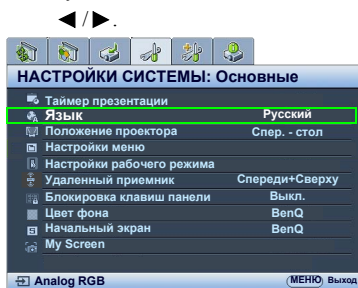 ◄/►.
НАСТРОЙКИ СИСТЕМЫ: Основные
Таймер презентации
Язык Русский
Положение проектора Спер. - стол
Настройки меню
Настройки рабочего режима
Удаленный приемник Спереди+Сверху
Блокировка клавиш панели Выкл.
Цвет фона BenQ
Начальный экран BenQ
My Screen
Analog RGB МЕНЮ Выход